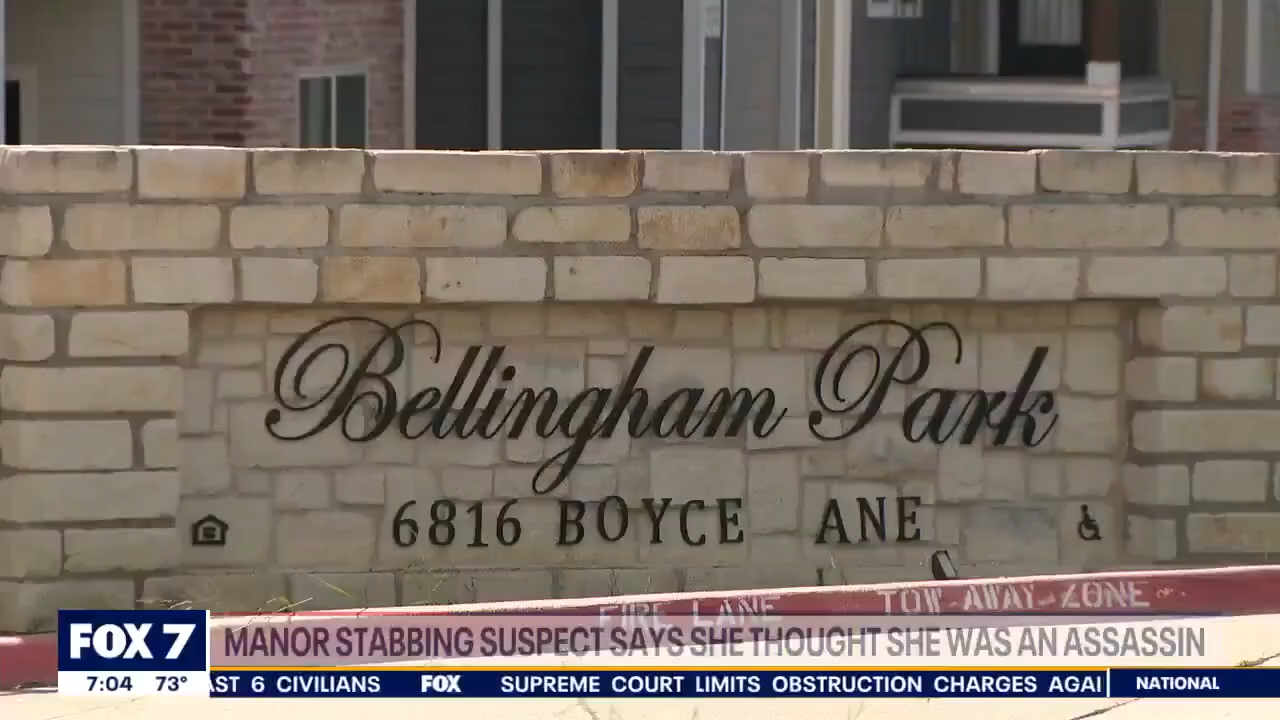 Bellingham Park
6816 BOYCE ANE
FIRE LANE
TOW-AWAY-ZONE
FOX 7
MANOR STABBING SUSPECT SAYS SHE THOUGHT SHE WAS AN ASSASSIN
7:04 73°
AST 6 CIVILIANS FOX SUPREME COURT LIMITS OBSTRUCTION CHARGES AGAI
NATIONAL